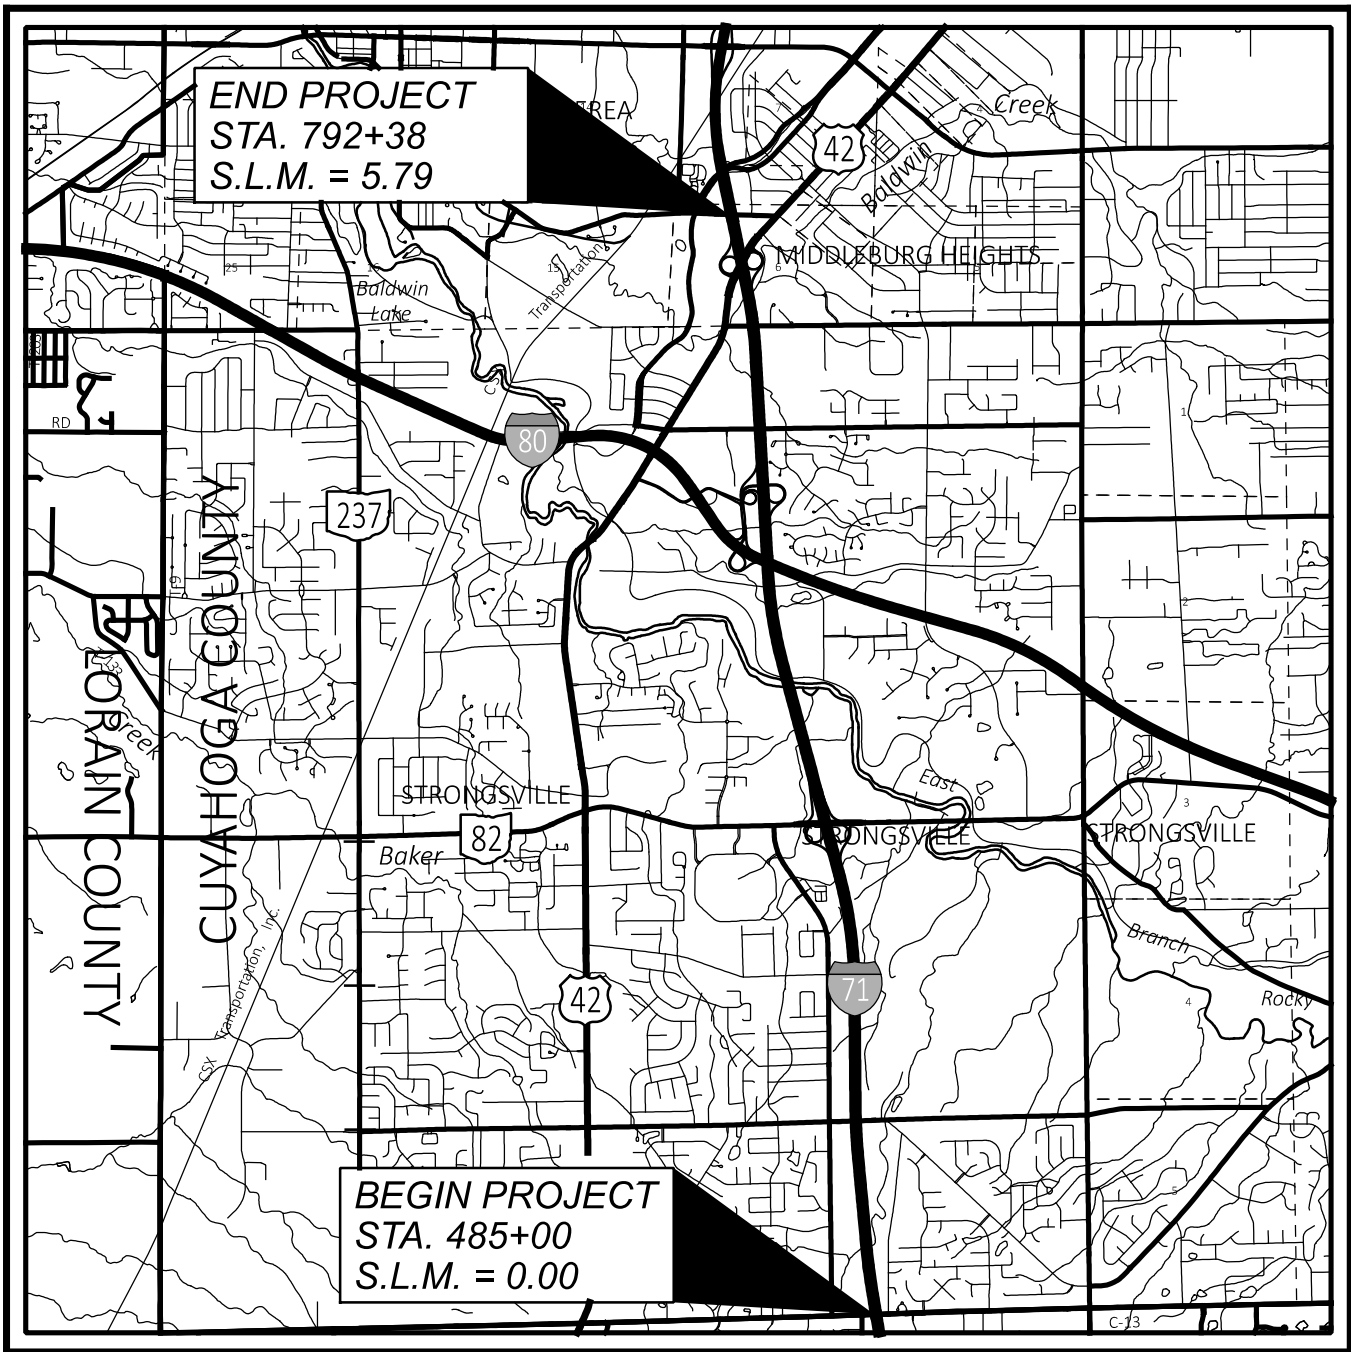 END PROJECT
STA. 792+38
S.L.M. = 5.79
Creek
42
Baldwin
MIDDLEBURG HEIGHTS
25
6
Baldwin
Lake
Transportation
RD
80
1
237
CUYAHOGA COUNTY
LORAIN COUNTY
2
Creek
East
STRONGSVILLE
3
82
STRONGSVILLE
STRONGSVILLE
Baker
Branch
CSX Transportation, Inc.
42
71
4
Rocky
BEGIN PROJECT
STA. 485+00
S.L.M. = 0.00
5
C-13